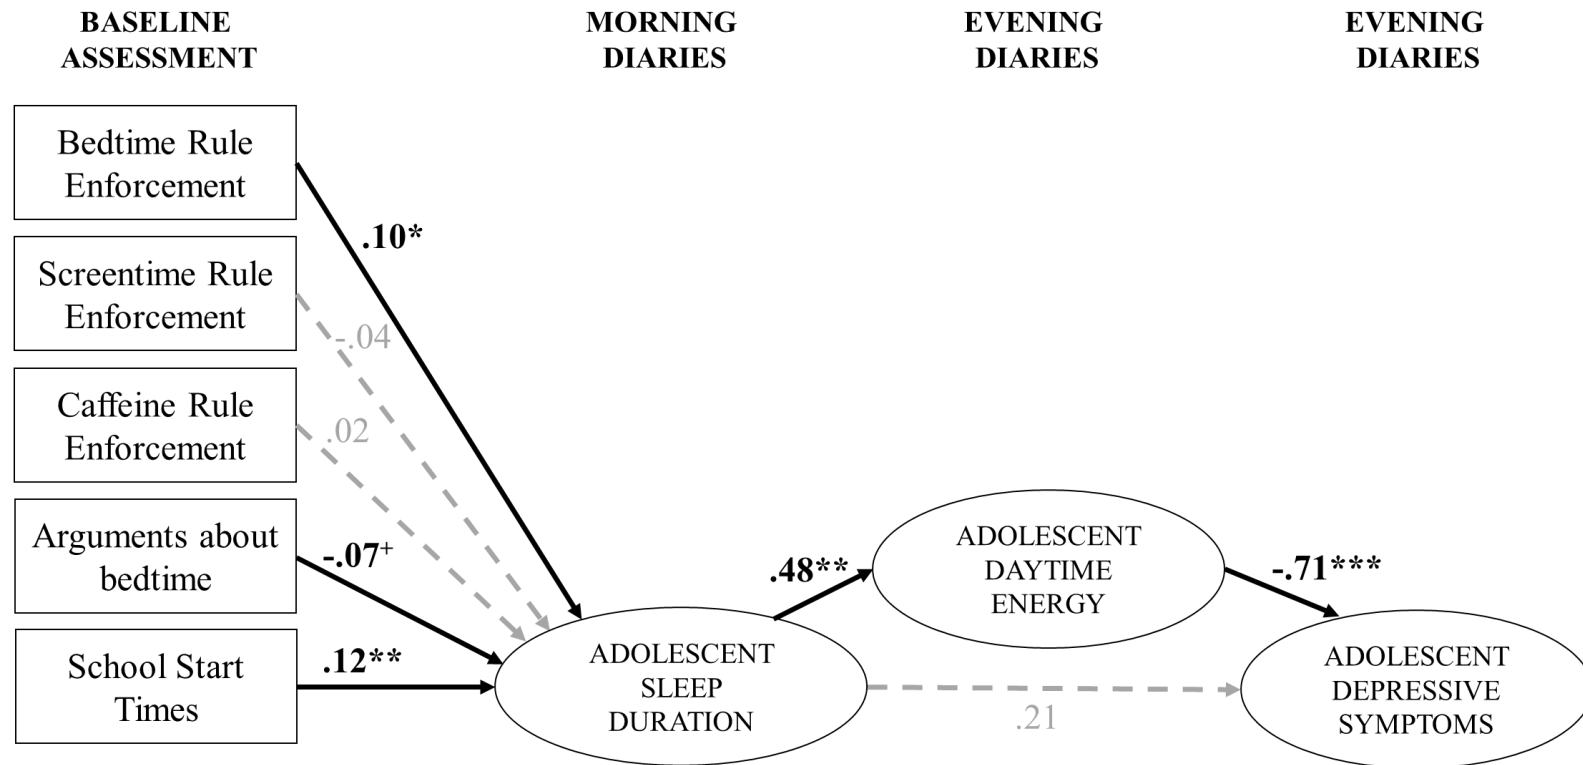 BASELINE
ASSESSMENT
MORNING
DIARIES
EVENING
DIARIES
EVENING
DIARIES
Bedtime Rule
Enforcement
.10*
Screentime Rule
Enforcement
-.04
Caffeine Rule
Enforcement
.02
Arguments about
bedtime
-.07+
School Start
Times
.12**
ADOLESCENT
SLEEP
DURATION
.48**
ADOLESCENT
DAYTIME
ENERGY
-.71***
.21
ADOLESCENT
DEPRESSIVE
SYMPTOMS